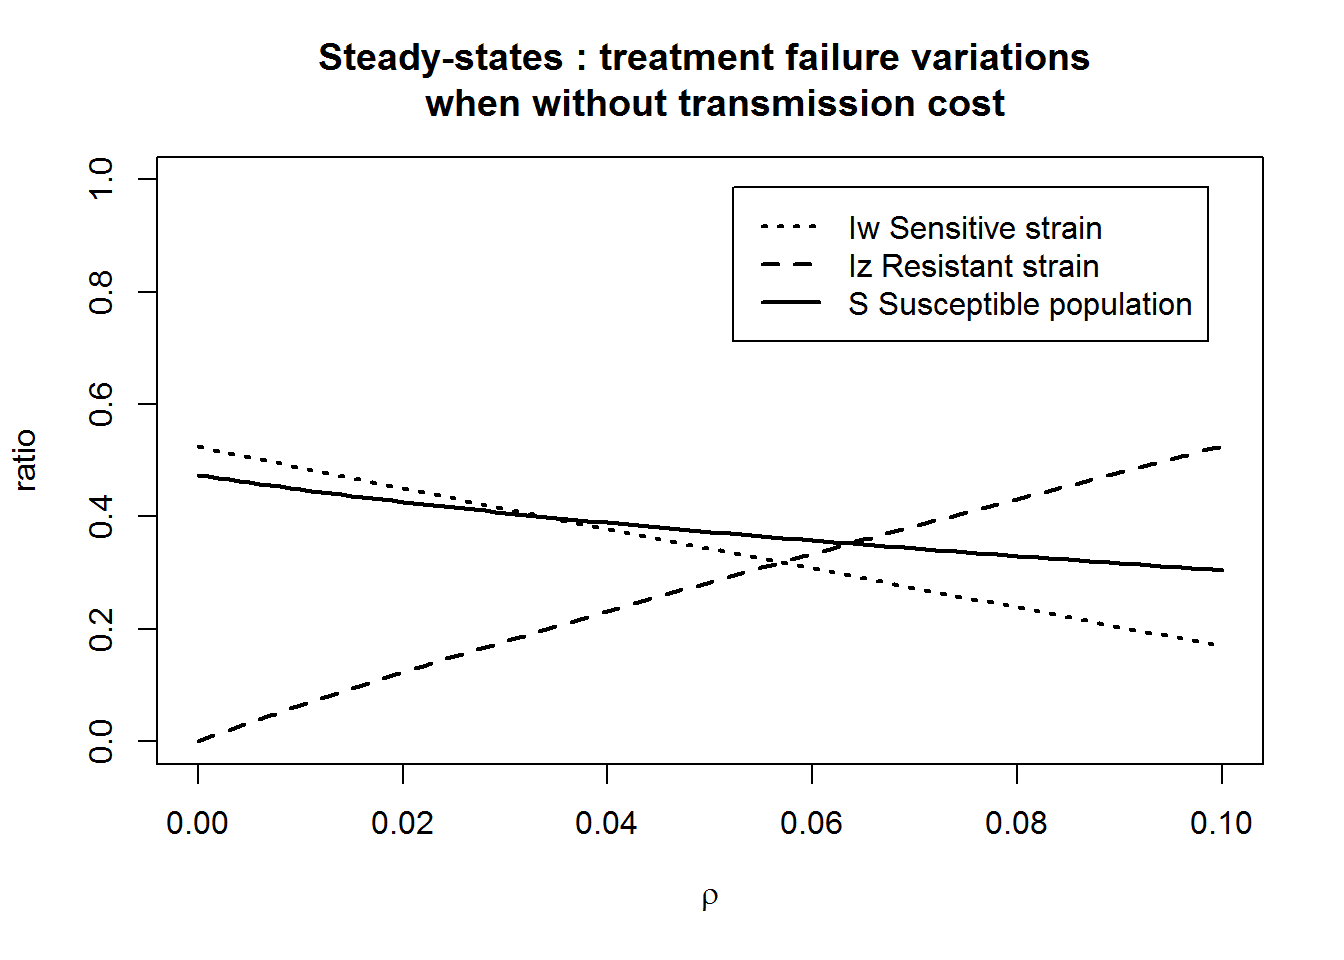 Steady-states : treatment failure variations
when without transmission cost
Iw Sensitive strain
Iz Resistant strain
S Susceptible population
ratio
1.0
0.8
0.6
0.4
0.2
0.0
0.00
0.02
0.04
0.06
0.08
0.10
ρ